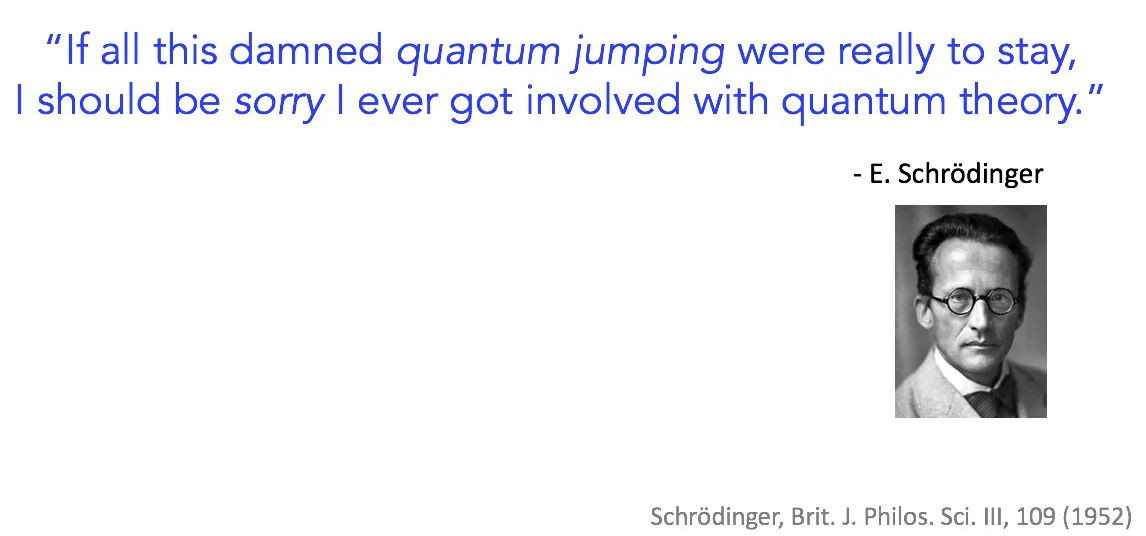 “If all this damned quantum jumping were really to stay,
I should be sorry I ever got involved with quantum theory.”
- E. Schrödinger
Schrödinger, Brit. J. Philos. Sci. III, 109 (1952)